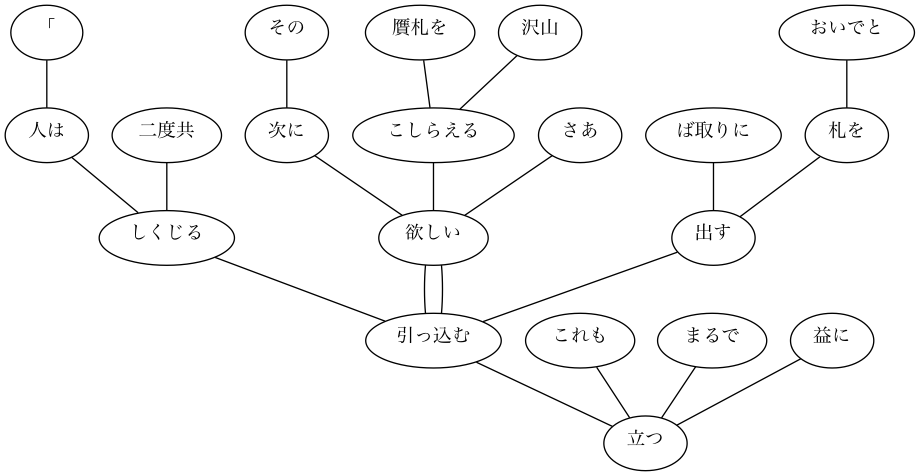 「 その 贋札を 沢山 おいでと
人は 二度共 次に こしらえる さあ ば取りに 札を
しくじる 欲しい 出す
引っ込む これも まるで 益に
立つ